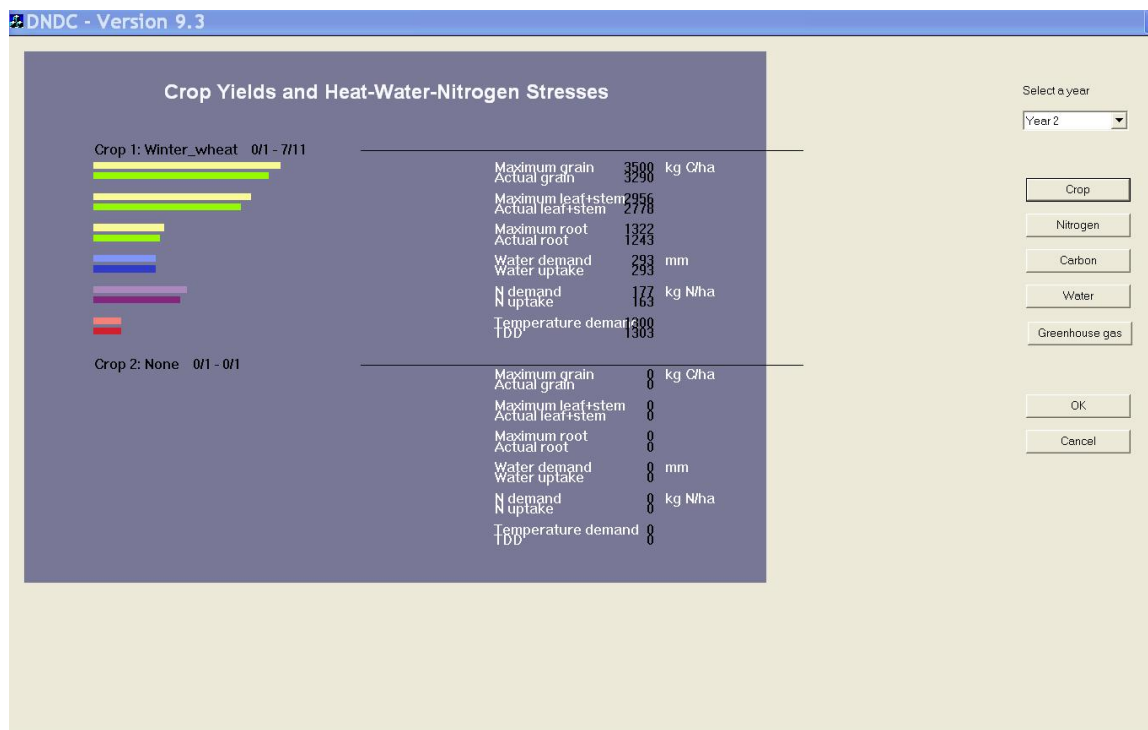 DNDC - Version 9.3
Crop Yields and Heat-Water-Nitrogen Stresses
Select a year
Year 2
Crop 1: Winter_wheat 0/1 - 7/11
Maximum grain 3500 kg C/ha
Actual grain 3290
Maximum leaf+stem 2956
Actual leaf+stem 2778
Maximum root 1322
Actual root 1243
Water demand 293 mm
Water uptake 293
N demand 177 kg N/ha
N uptake 163
Temperature demand 1300
TDD 1303
Crop 2: None 0/1 - 0/1
Maximum grain 0 kg C/ha
Actual grain 0
Maximum leaf+stem 0
Actual leaf+stem 0
Maximum root 0
Actual root 0
Water demand 0 mm
Water uptake 0
N demand 0 kg N/ha
N uptake 0
Temperature demand 0
TDD 0
Crop
Nitrogen
Carbon
Water
Greenhouse gas
OK
Cancel